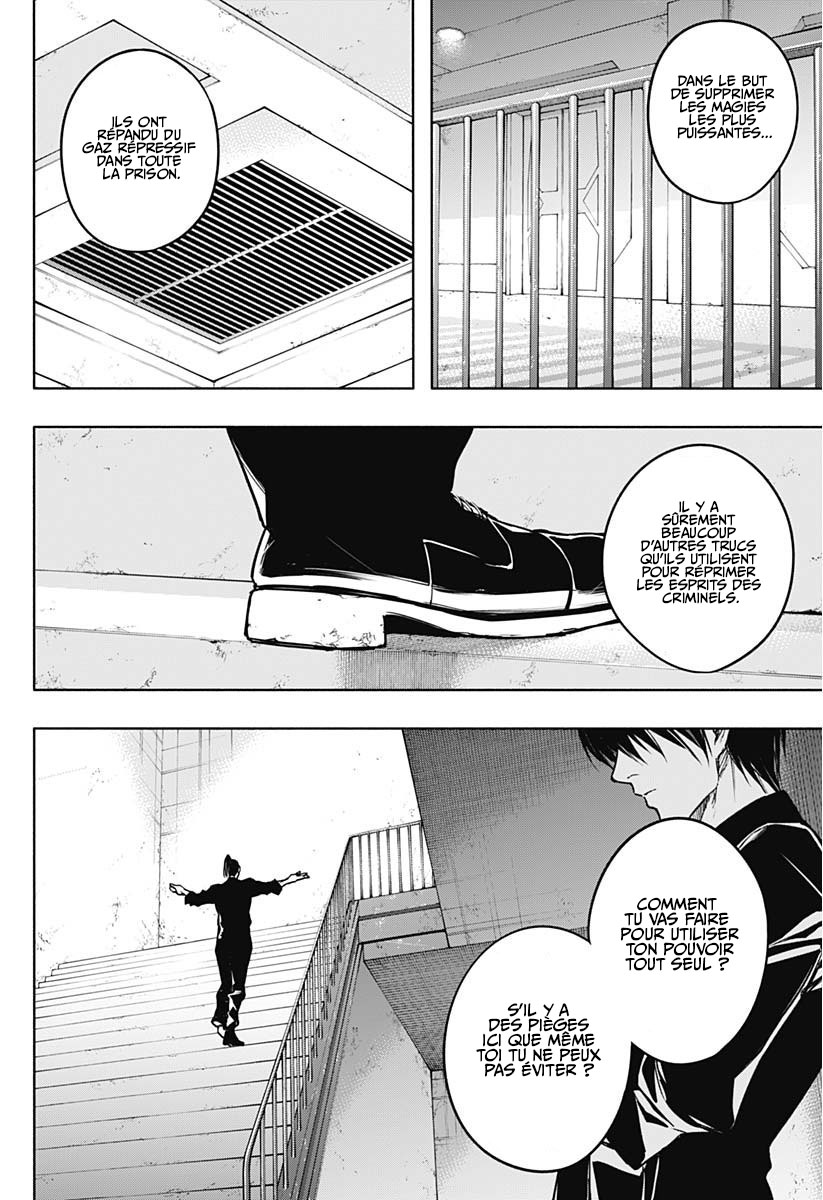 DANS LE BUT
DE SUPPRIMER
LES MAGIES
LES PLUS
PUISSANTES...
ILS ONT
RÉPANDU DU
GAZ RÉPRESSIF
DANS TOUTE
LA PRISON.
IL Y A
SÛREMENT
BEAUCOUP
D'AUTRES TRUCS
QU'ILS UTILISENT
POUR RÉPRIMER
LES ESPRITS DES
CRIMINELS.
COMMENT
TU VAS FAIRE
POUR UTILISER
TON POUVOIR
TOUT SEUL ?
S'IL Y A
DES PIÈGES
ICI QUE MÊME
TOI TU NE PEUX
PAS ÉVITER ?